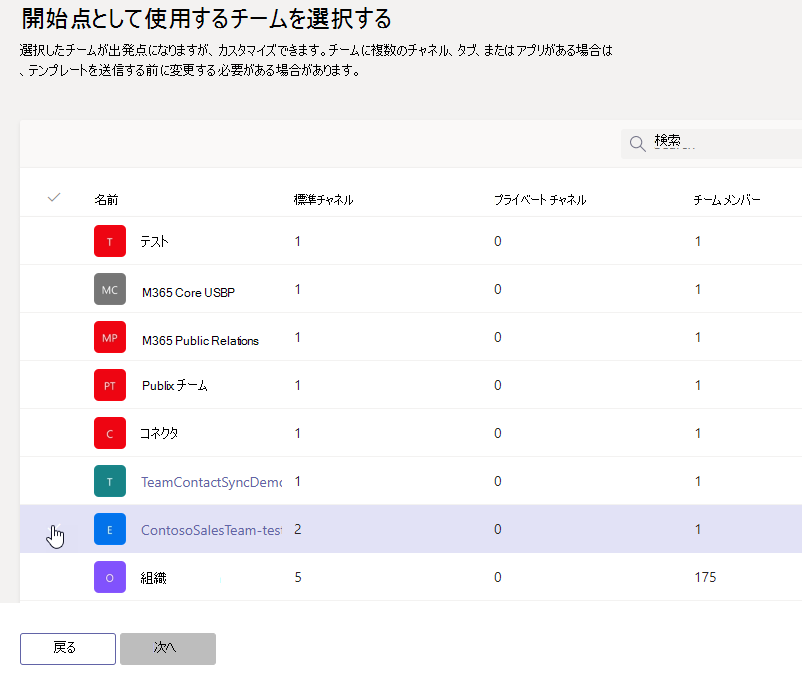 開始点として使用するチームを選択する
選択したチームが出発点になりますが、カスタマイズできます。チームに複数のチャネル、タブ、またはアプリがある場合は
、テンプレートを送信する前に変更する必要がある場合があります。
検索
名前 標準チャネル プライベート チャネル チーム メンバー
T テスト 1 0 1
MC M365 Core USBP 1 0 1
MP M365 Public Relations 1 0 1
PT Publix チーム 1 0 1
C コネクタ 1 0 1
T TeamContactSyncDemo 1 0 1
E ContosoSalesTeam-test 2 0 1
O 組織 5 0 175
戻る 次へ